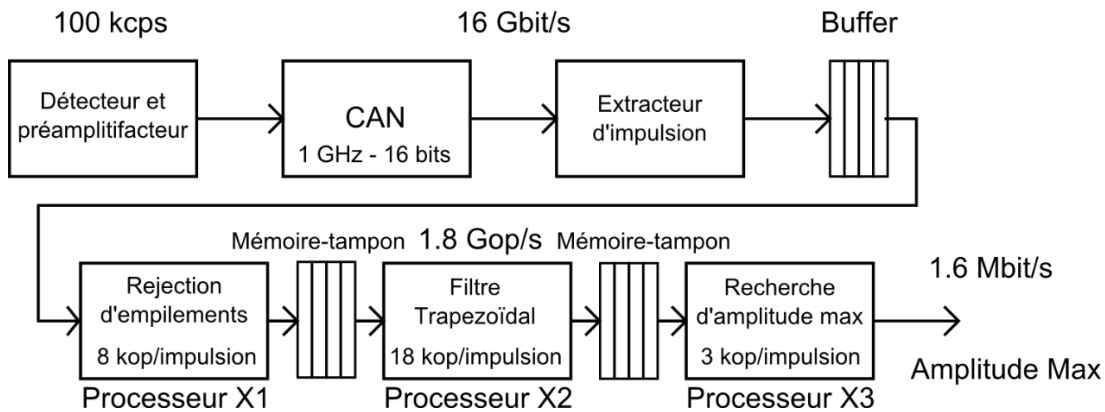 100 kcps
16 Gbit/s
Buffer
Détecteur et
préamplitifacteur
CAN
1 GHz - 16 bits
Extracteur
d'impulsion
Mémoire-tampon
1.8 Gop/s
Mémoire-tampon
1.6 Mbit/s
Rejection
d'empilements
8 kop/impulsion
Filtre
Trapezoïdal
18 kop/impulsion
Recherche
d'amplitude max
3 kop/impulsion
Amplitude Max
Processeur X1
Processeur X2
Processeur X3